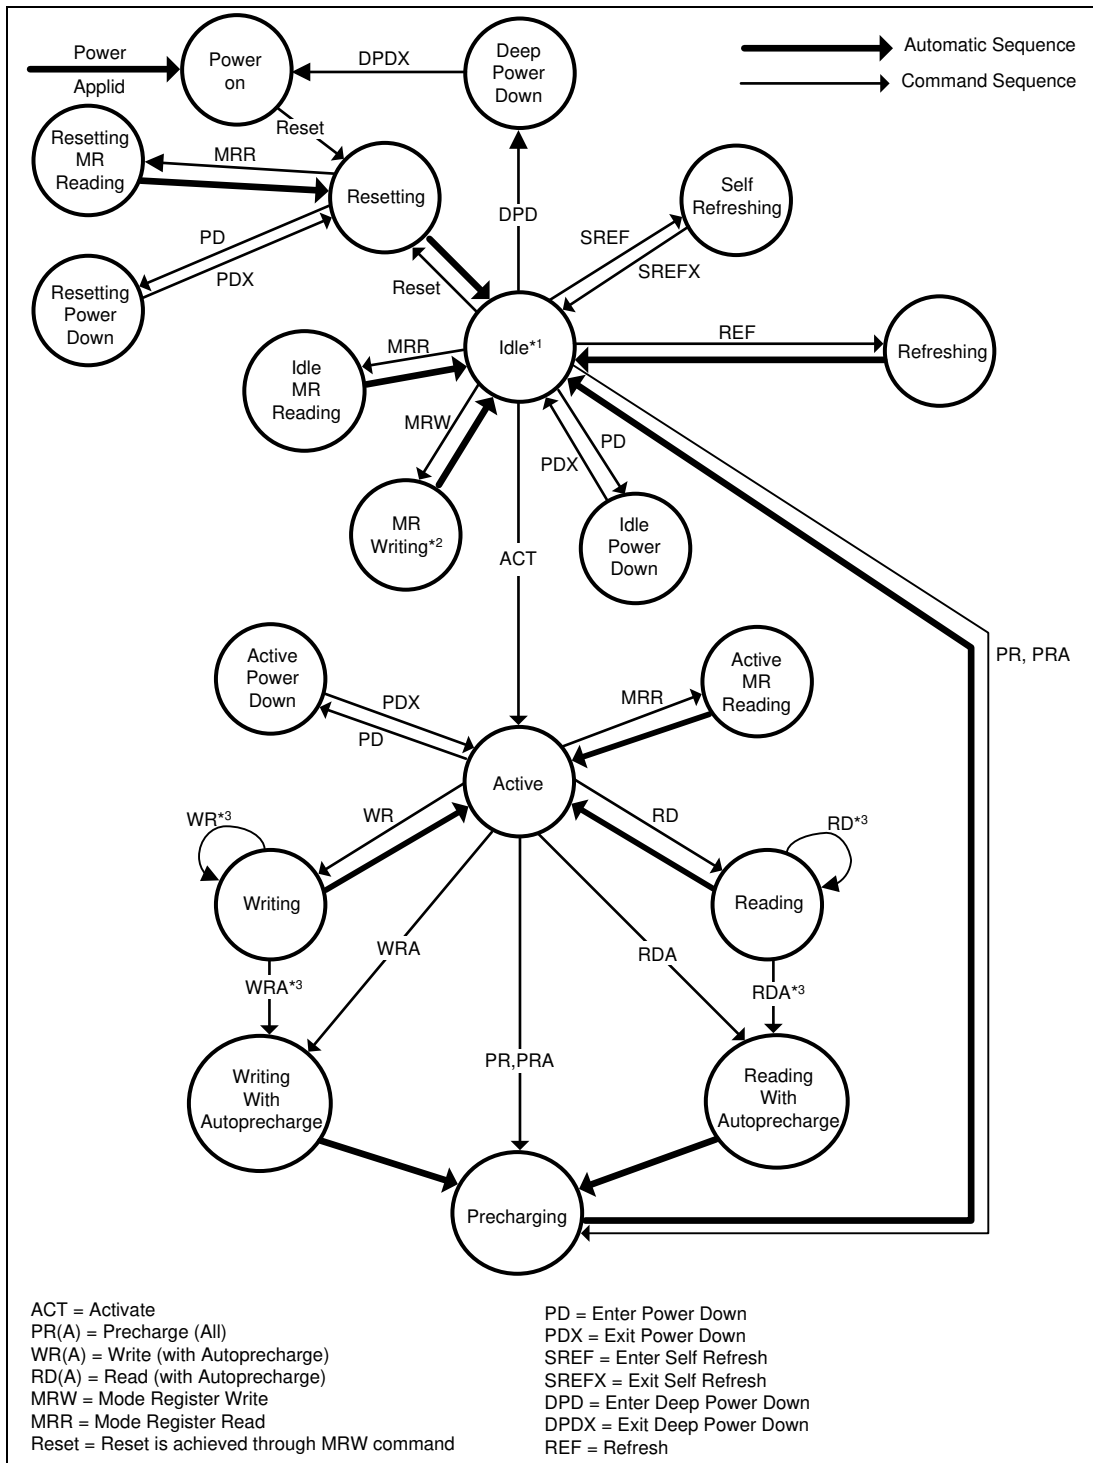 Power
Applid
Power
on
DPDX
Deep
Power
Down
Automatic Sequence
Command Sequence
Reset
Resetting
MR
Reading
MRR
Resetting
Self
Refreshing
DPD
SREF
SREFX
PD
PDX
Resetting
Power
Down
Reset
Idle*1
REF
Refreshing
MRR
Idle
MR
Reading
MRW
PD
PDX
MR
Writing*2
Idle
Power
Down
ACT
PR, PRA
Active
Power
Down
PDX
PD
MRR
Active
MR
Reading
Active
WR*3
WR
RD
RD*3
Writing
Reading
WRA
RDA
WRA*3
RDA*3
PR,PRA
Writing
With
Autoprecharge
Reading
With
Autoprecharge
Precharging
ACT = Activate
PR(A) = Precharge (All)
WR(A) = Write (with Autoprecharge)
RD(A) = Read (with Autoprecharge)
MRW = Mode Register Write
MRR = Mode Register Read
Reset = Reset is achieved through MRW command
PD = Enter Power Down
PDX = Exit Power Down
SREF = Enter Self Refresh
SREFX = Exit Self Refresh
DPD = Enter Deep Power Down
DPDX = Exit Deep Power Down
REF = Refresh